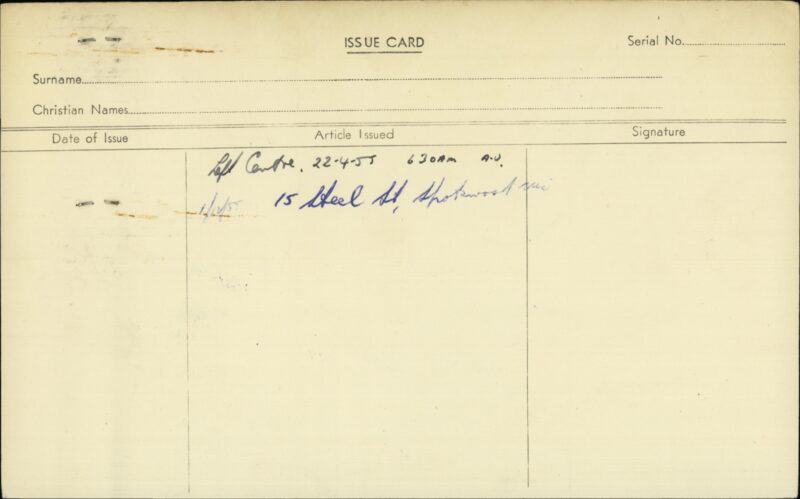 ISSUE CARD
Serial No.
Surname
Christian Names
Date of Issue Article Issued Signature
Left Centre. 22-4-55 6 30AM A.U.
15 Steel St, Spotswood Vic